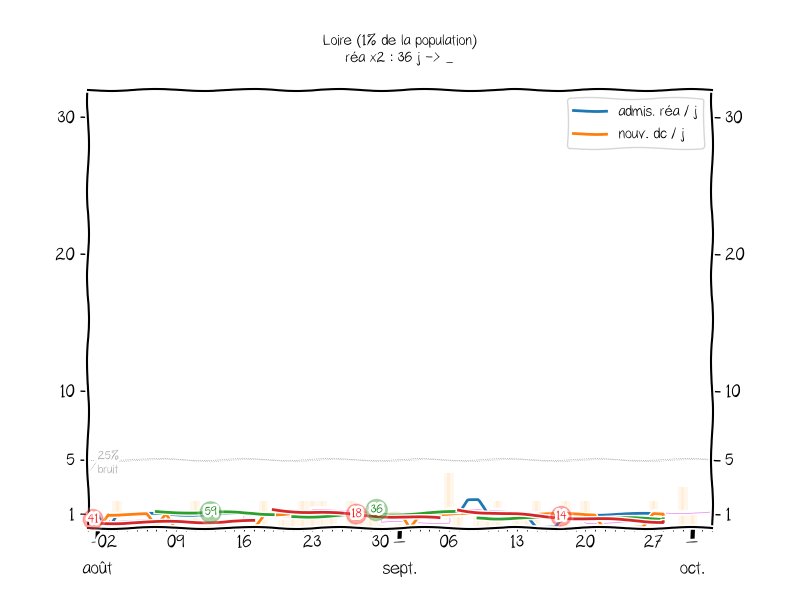 Loire (1% de la population)
réa x2 : 36 j -> _
admis. réa / j
nouv. dc / j
30 30
20 20
10 10
5 5
25%
bruit
1 1
41 59 18 36 14
02 09 16 23 30 06 13 20 27
août sept. oct.